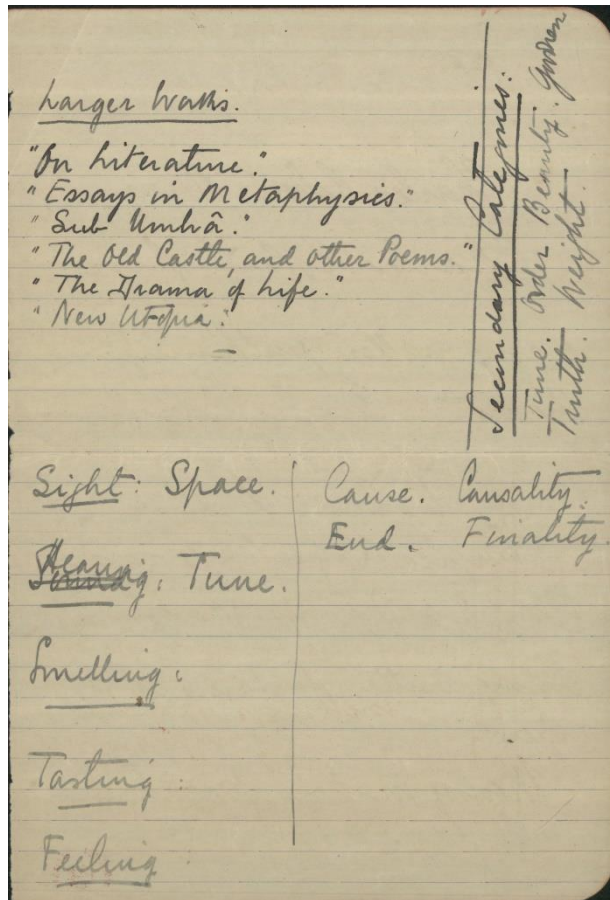 Larger Works.
"On Literature."
"Essays in Metaphysics."
"Sub Umbrâ."
"The Old Castle, and other Poems."
"The Drama of Life."
"New Utopia."
Secondary Categories:
Time. Order Beauty.
Truth. Weight.
Sight: Space.
Hearing: Time.
Smelling:
Tasting:
Feeling
Cause. Causality.
End. Finality.